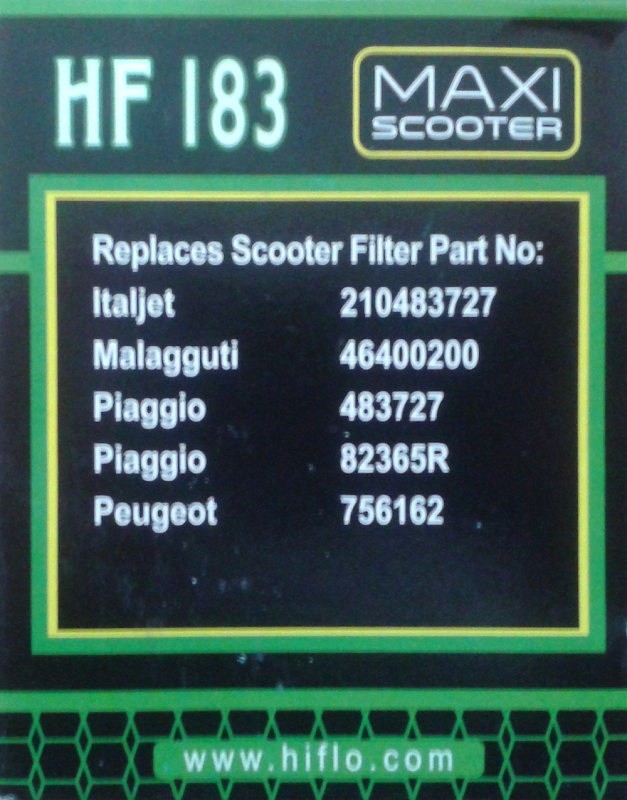 HF 183
MAXI
SCOOTER
Replaces Scooter Filter Part No:
Italjet 210483727
Malagguti 46400200
Piaggio 483727
Piaggio 82365R
Peugeot 756162
www.hiflo.com